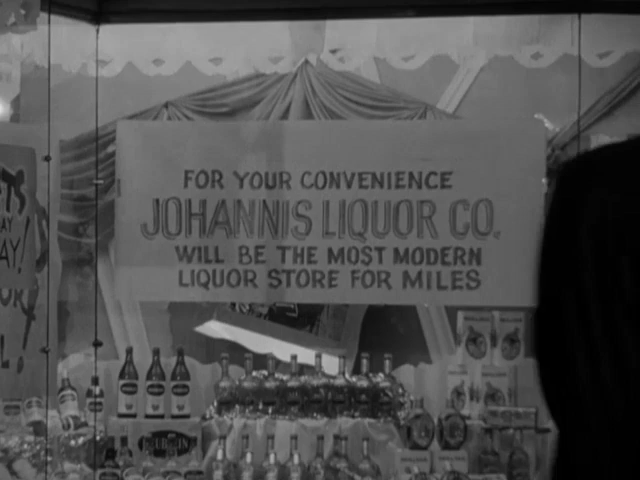 FOR YOUR CONVENIENCE
JOHANNIS LIQUOR CO.
WILL BE THE MOST MODERN
LIQUOR STORE FOR MILES